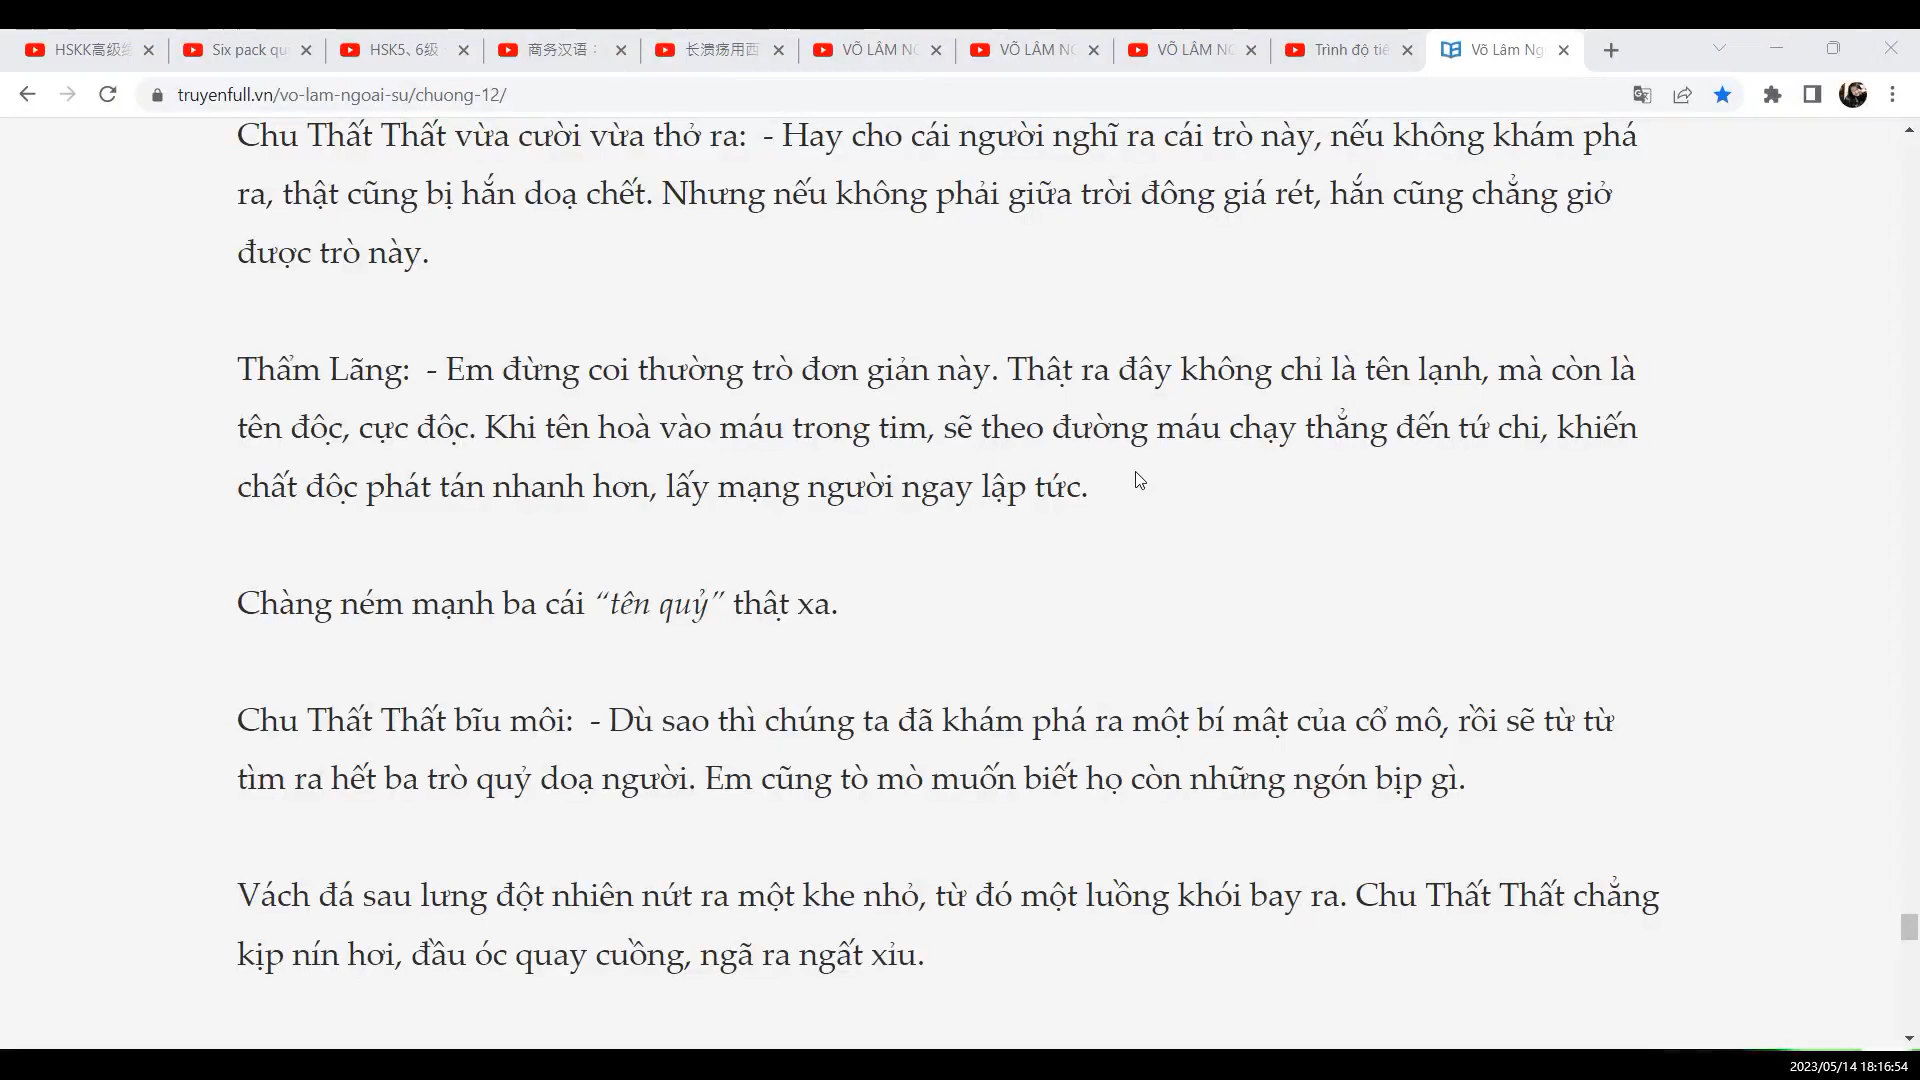 HSKK高级
Six pack qu
HSK5、6级
商务汉语：
长溃疡用西
VÕ LÂM NG
VÕ LÂM NG
VÕ LÂM NG
Trình độ tiế
Võ Lâm Ng
truyenfull.vn/vo-lam-ngoai-su/chuong-12/
Chu Thất Thất vừa cười vừa thở ra:  - Hay cho cái người nghĩ ra cái trò này, nếu không khám phá
ra, thật cũng bị hắn doạ chết. Nhưng nếu không phải giữa trời đông giá rét, hắn cũng chẳng giở
được trò này.
Thẩm Lãng:  - Em đừng coi thường trò đơn giản này. Thật ra đây không chỉ là tên lạnh, mà còn là
tên độc, cực độc. Khi tên hoà vào máu trong tim, sẽ theo đường máu chạy thẳng đến tứ chi, khiến
chất độc phát tán nhanh hơn, lấy mạng người ngay lập tức.
Chàng ném mạnh ba cái “tên quỷ” thật xa.
Chu Thất Thất bĩu môi:  - Dù sao thì chúng ta đã khám phá ra một bí mật của cổ mộ, rồi sẽ từ từ
tìm ra hết ba trò quỷ doạ người. Em cũng tò mò muốn biết họ còn những ngón bịp gì.
Vách đá sau lưng đột nhiên nứt ra một khe nhỏ, từ đó một luồng khói bay ra. Chu Thất Thất chẳng
kịp nín hơi, đầu óc quay cuồng, ngã ra ngất xỉu.
2023/05/14 18:16:54